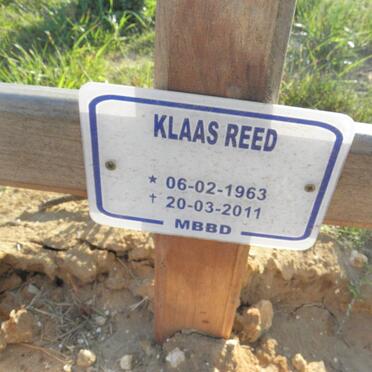 KLAAS REED
* 06-02-1963
† 20-03-2011
MBBD